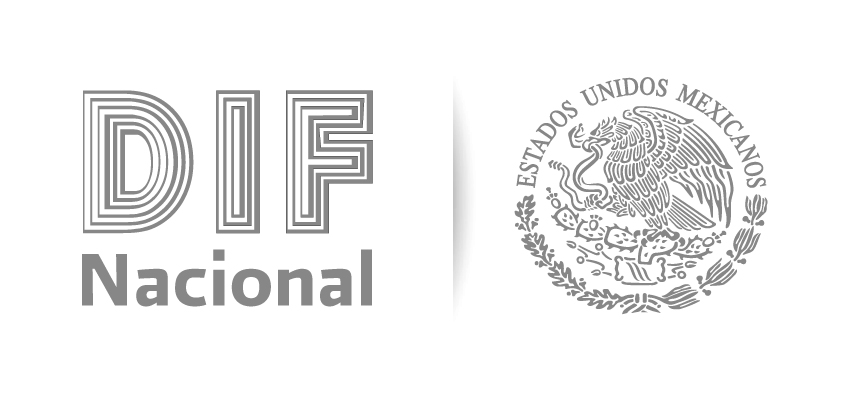 DIF
Nacional
ESTADOS UNIDOS MEXICANOS